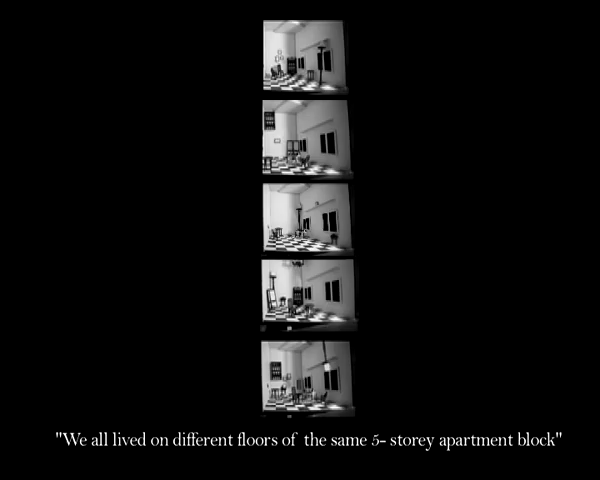 "We all lived on different floors of the same 5- storey apartment block"